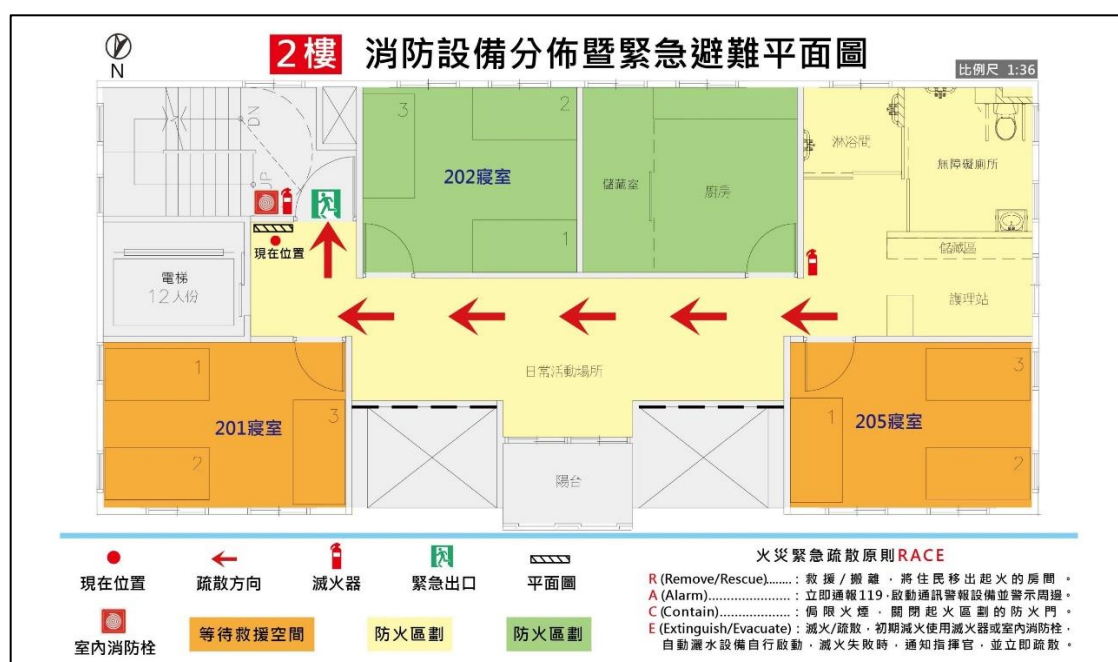 N
2樓 消防設備分佈暨緊急避難平面圖
比例尺 1:36
DN
UP
3
2
202寢室
1
儲藏室
廚房
淋浴間
無障礙廁所
現在位置
電梯
12人份
儲藏區
護理站
日常活動場所
1
201寢室
3
2
陽台
3
1
205寢室
2
現在位置
疏散方向
滅火器
緊急出口
平面圖
室內消防栓
等待救援空間
防火區劃
防火區劃
火災緊急疏散原則RACE
R (Remove/Rescue)........: 救援/搬離，將住民移出起火的房間。
A (Alarm)......................: 立即通報119，啟動通訊警報設備並警示周邊。
C (Contain)...................: 侷限火煙，關閉起火區劃的防火門。
E (Extinguish/Evacuate): 滅火/疏散，初期滅火使用滅火器或室內消防栓，
自動灑水設備自行啟動，滅火失敗時，通知指揮官，並立即疏散。